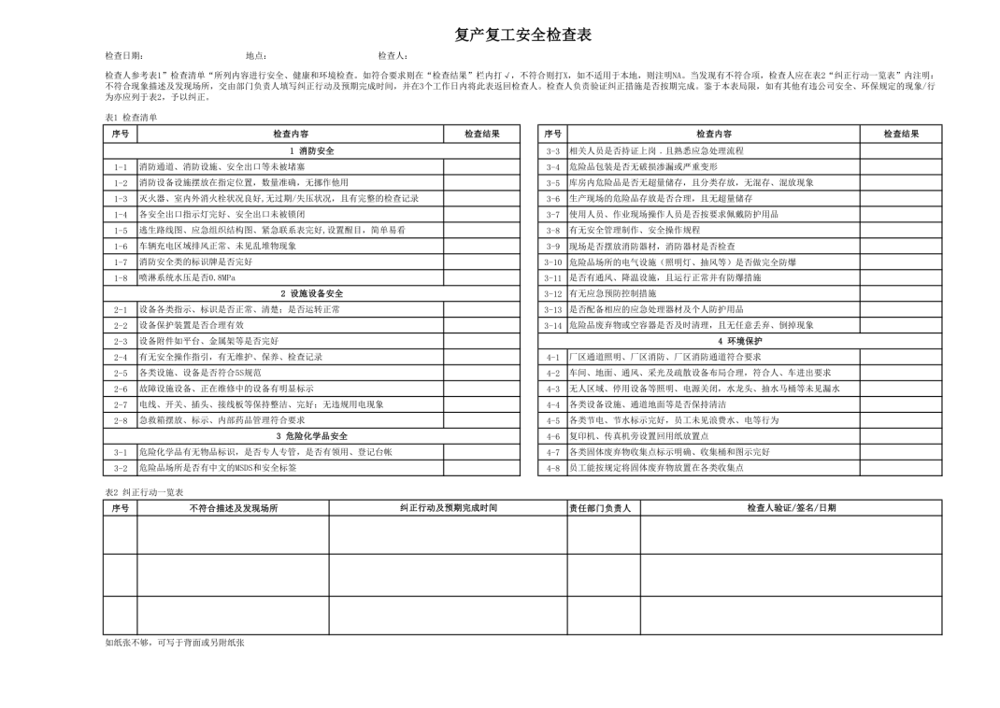 复产复工安全检查表
检查日期： 地点： 检查人：
检查人参考表1”检查清单“所列内容进行安全、健康和环境检查。如符合要求则在“检查结果”栏内打√，不符合则打X，如不适用于本地，则注明NA。当发现有不符合项，检查人应在表2“纠正行动一览表”内注明：
不符合现象描述及发现场所，交由部门负责人填写纠正行动及预期完成时间，并在3个工作日内将此表返回检查人。检查人负责验证纠正措施是否按期完成。鉴于本表局限，如有其他有违公司安全、环保规定的现象/行
为亦应列于表2，予以纠正。
表1 检查清单
序号 检查内容 检查结果
1 消防安全
1-1 消防通道、消防设施、安全出口等未被堵塞
1-2 消防设备设施摆放在指定位置，数量准确，无挪作他用
1-3 灭火器、室内外消火栓状况良好,无过期/失压状况，且有完整的检查记录
1-4 各安全出口指示灯完好、安全出口未被锁闭
1-5 逃生路线图、应急组织结构图、紧急联系表完好,设置醒目，简单易看
1-6 车辆充电区域排风正常、未见乱堆物现象
1-7 消防安全类的标识牌是否完好
1-8 喷淋系统水压是否0.8MPa
2 设施设备安全
2-1 设备各类指示、标识是否正常、清楚；是否运转正常
2-2 设备保护装置是否合理有效
2-3 设备附件如平台、金属架等是否完好
2-4 有无安全操作指引，有无维护、保养、检查记录
2-5 各类设施、设备是否符合5S规范
2-6 故障设施设备、正在维修中的设备有明显标示
2-7 电线、开关、插头、接线板等保持整洁、完好；无违规用电现象
2-8 急救箱摆放、标示、内部药品管理符合要求
3 危险化学品安全
3-1 危险化学品有无物品标识，是否专人专管，是否有领用、登记台帐
3-2 危险品场所是否有中文的MSDS和安全标签
序号 检查内容 检查结果
3-3 相关人员是否持证上岗﹒且熟悉应急处理流程
3-4 危险品包装是否无破损渗漏或严重变形
3-5 库房内危险品是否无超量储存，且分类存放，无混存、混放现象
3-6 生产现场的危险品存放是否合理，且无超量储存
3-7 使用人员、作业现场操作人员是否按要求佩戴防护用品
3-8 有无安全管理制作、安全操作规程
3-9 现场是否摆放消防器材，消防器材是否检查
3-10 危险品场所的电气设施（照明灯、抽风等）是否做完全防爆
3-11 是否有通风、降温设施，且运行正常并有防爆措施
3-12 有无应急预防控制措施
3-13 是否配备相应的应急处理器材及个人防护用品
3-14 危险品废弃物或空容器是否及时清理，且无任意丢弃、倒掉现象
4 环境保护
4-1 厂区通道照明、厂区消防、厂区消防通道符合要求
4-2 车间、地面、通风、采光及疏散设备布局合理，符合人、车进出要求
4-3 无人区域、停用设备等照明、电源关闭，水龙头、抽水马桶等未见漏水
4-4 各类设备设施、通道地面等是否保持清洁
4-5 各类节电、节水标示完好，员工未见浪费水、电等行为
4-6 复印机、传真机旁设置回用纸放置点
4-7 各类固体废弃物收集点标示明确、收集桶和图示完好
4-8 员工能按规定将固体废弃物放置在各类收集点
表2 纠正行动一览表
序号 不符合描述及发现场所 纠正行动及预期完成时间 责任部门负责人 检查人验证/签名/日期
如纸张不够，可写于背面或另附纸张